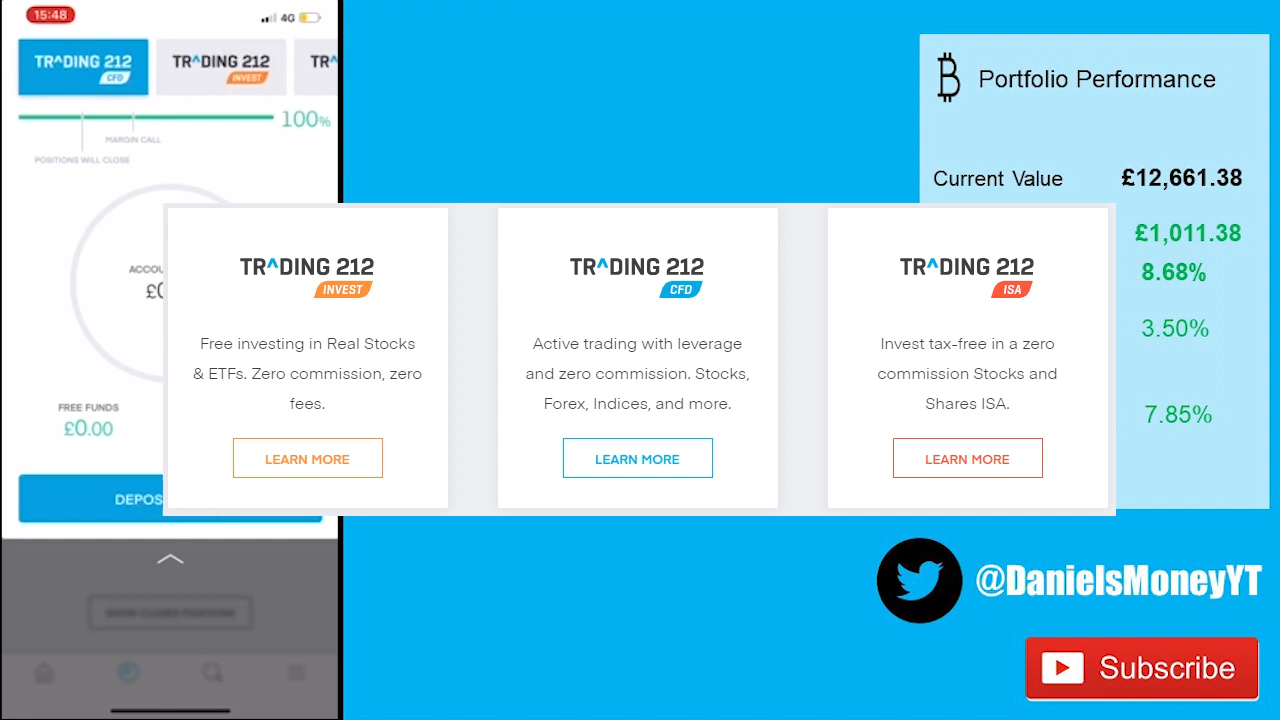 15:48
4G
TR^DING 212
CFD
TR^DING 212
INVEST
TR^
100%
MARGIN CALL
POSITIONS WILL CLOSE
FREE FUNDS
£0.00
SHOW CLOSED POSITIONS
TR^DING 212
INVEST
Free investing in Real Stocks
& ETFs. Zero commission, zero
fees.
LEARN MORE
TR^DING 212
CFD
Active trading with leverage
and zero commission. Stocks,
Forex, Indices, and more.
LEARN MORE
TR^DING 212
ISA
Invest tax-free in a zero
commission Stocks and
Shares ISA.
LEARN MORE
Portfolio Performance
Current Value £12,661.38
£1,011.38
8.68%
3.50%
7.85%
@DanielsMoneyYT
Subscribe